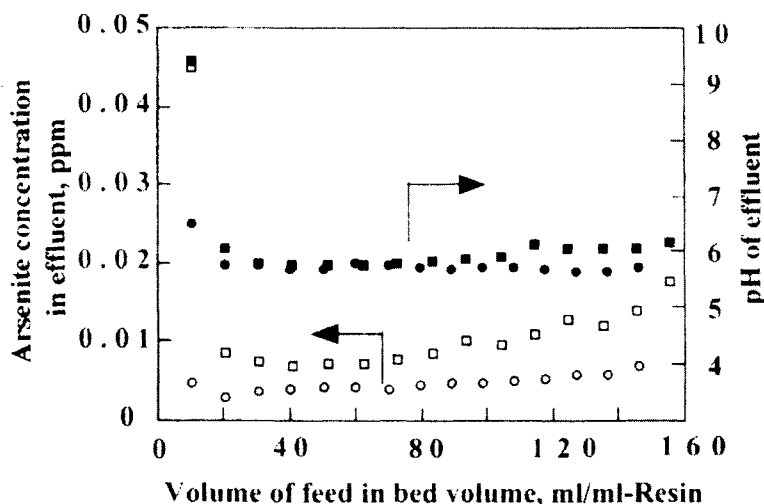 0.05
0.04
0.03
0.02
0.01
0
Arsenite concentration
in effluent, ppm
10
9
8
7
6
5
4
pH of effluent
0 40 80 120 160
Volume of feed in bed volume, ml/ml-Resin